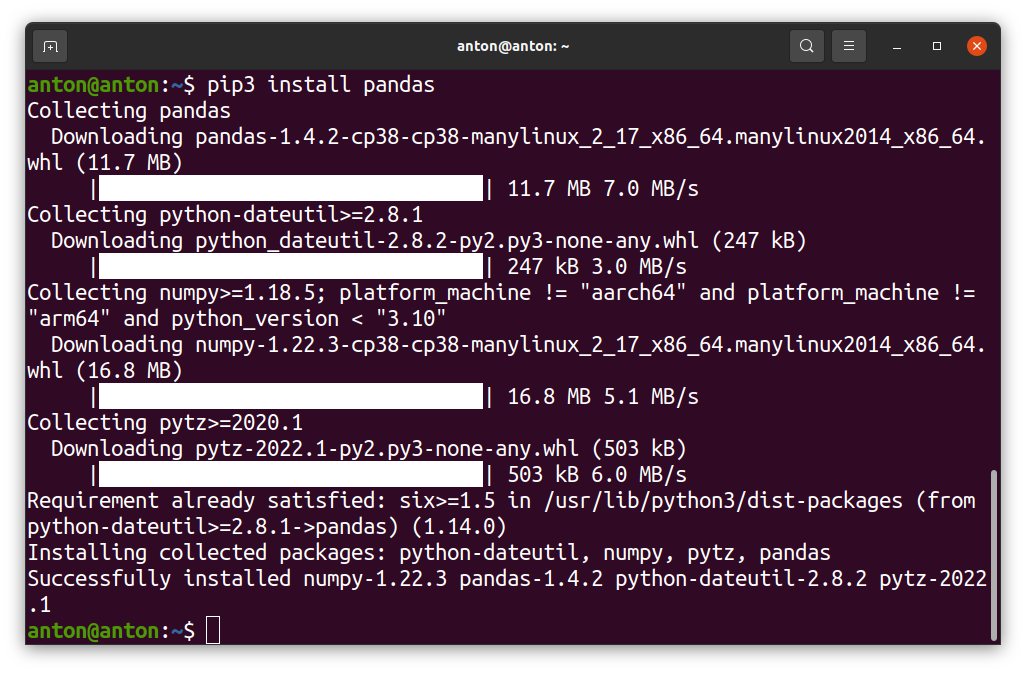 anton@anton: ~
anton@anton:~$ pip3 install pandas
Collecting pandas
  Downloading pandas-1.4.2-cp38-cp38-manylinux_2_17_x86_64.manylinux2014_x86_64.
whl (11.7 MB)
     |                                | 11.7 MB 7.0 MB/s
Collecting python-dateutil>=2.8.1
  Downloading python_dateutil-2.8.2-py2.py3-none-any.whl (247 kB)
     |                                | 247 kB 3.0 MB/s
Collecting numpy>=1.18.5; platform_machine != "aarch64" and platform_machine !=
"arm64" and python_version < "3.10"
  Downloading numpy-1.22.3-cp38-cp38-manylinux_2_17_x86_64.manylinux2014_x86_64.
whl (16.8 MB)
     |                                | 16.8 MB 5.1 MB/s
Collecting pytz>=2020.1
  Downloading pytz-2022.1-py2.py3-none-any.whl (503 kB)
     |                                | 503 kB 6.0 MB/s
Requirement already satisfied: six>=1.5 in /usr/lib/python3/dist-packages (from
python-dateutil>=2.8.1->pandas) (1.14.0)
Installing collected packages: python-dateutil, numpy, pytz, pandas
Successfully installed numpy-1.22.3 pandas-1.4.2 python-dateutil-2.8.2 pytz-2022
.1
anton@anton:~$